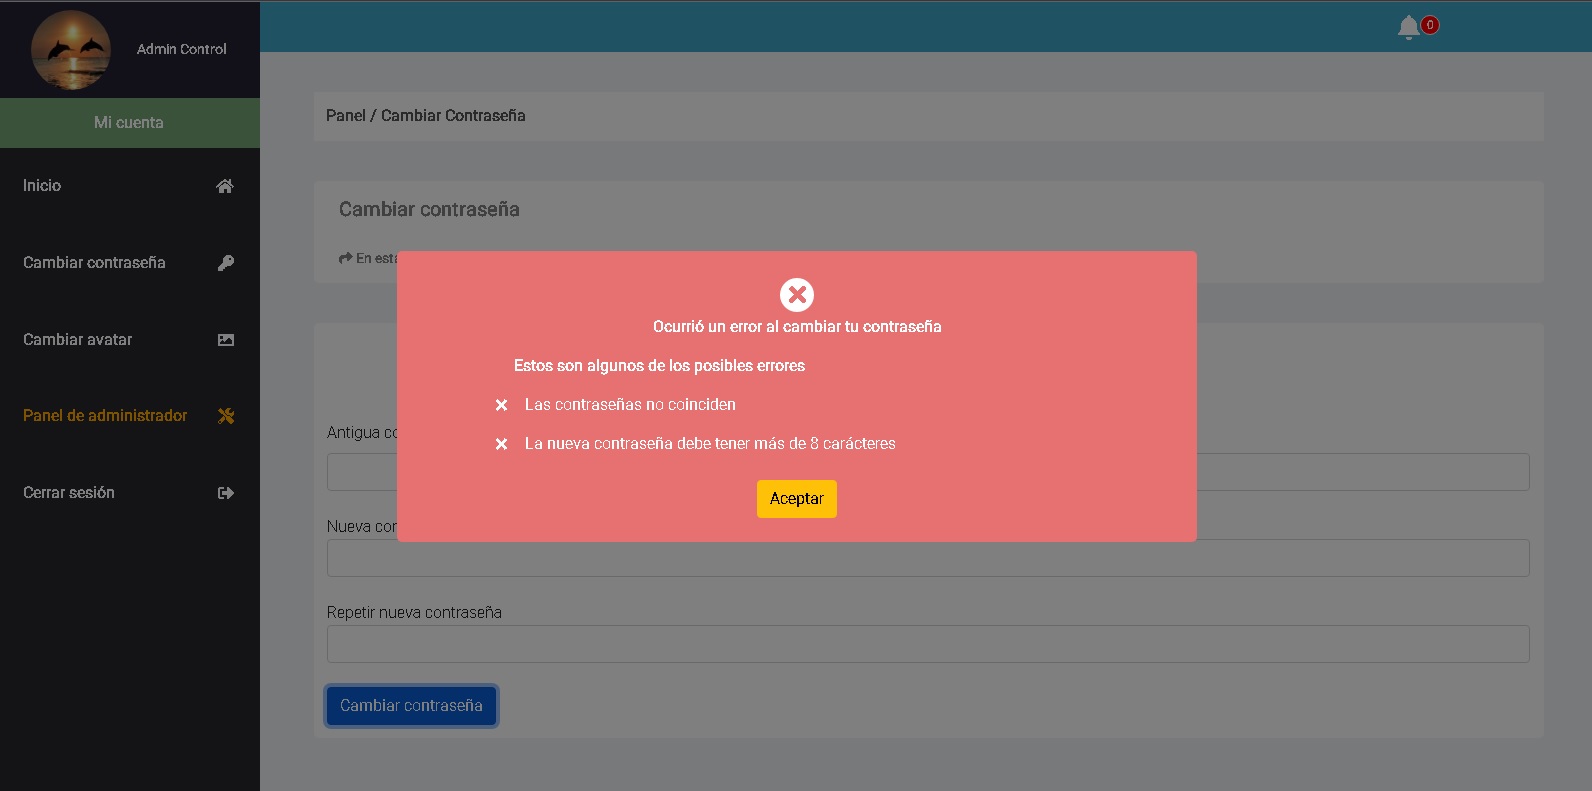 Admin Control
0
Mi cuenta
Inicio
Cambiar contraseña
Cambiar avatar
Panel de administrador
Cerrar sesión
Panel / Cambiar Contraseña
Cambiar contraseña
En esta
Ocurrió un error al cambiar tu contraseña
Estos son algunos de los posibles errores
Las contraseñas no coinciden
La nueva contraseña debe tener más de 8 carácteres
Aceptar
Antigua co
Nueva con
Repetir nueva contraseña
Cambiar contraseña